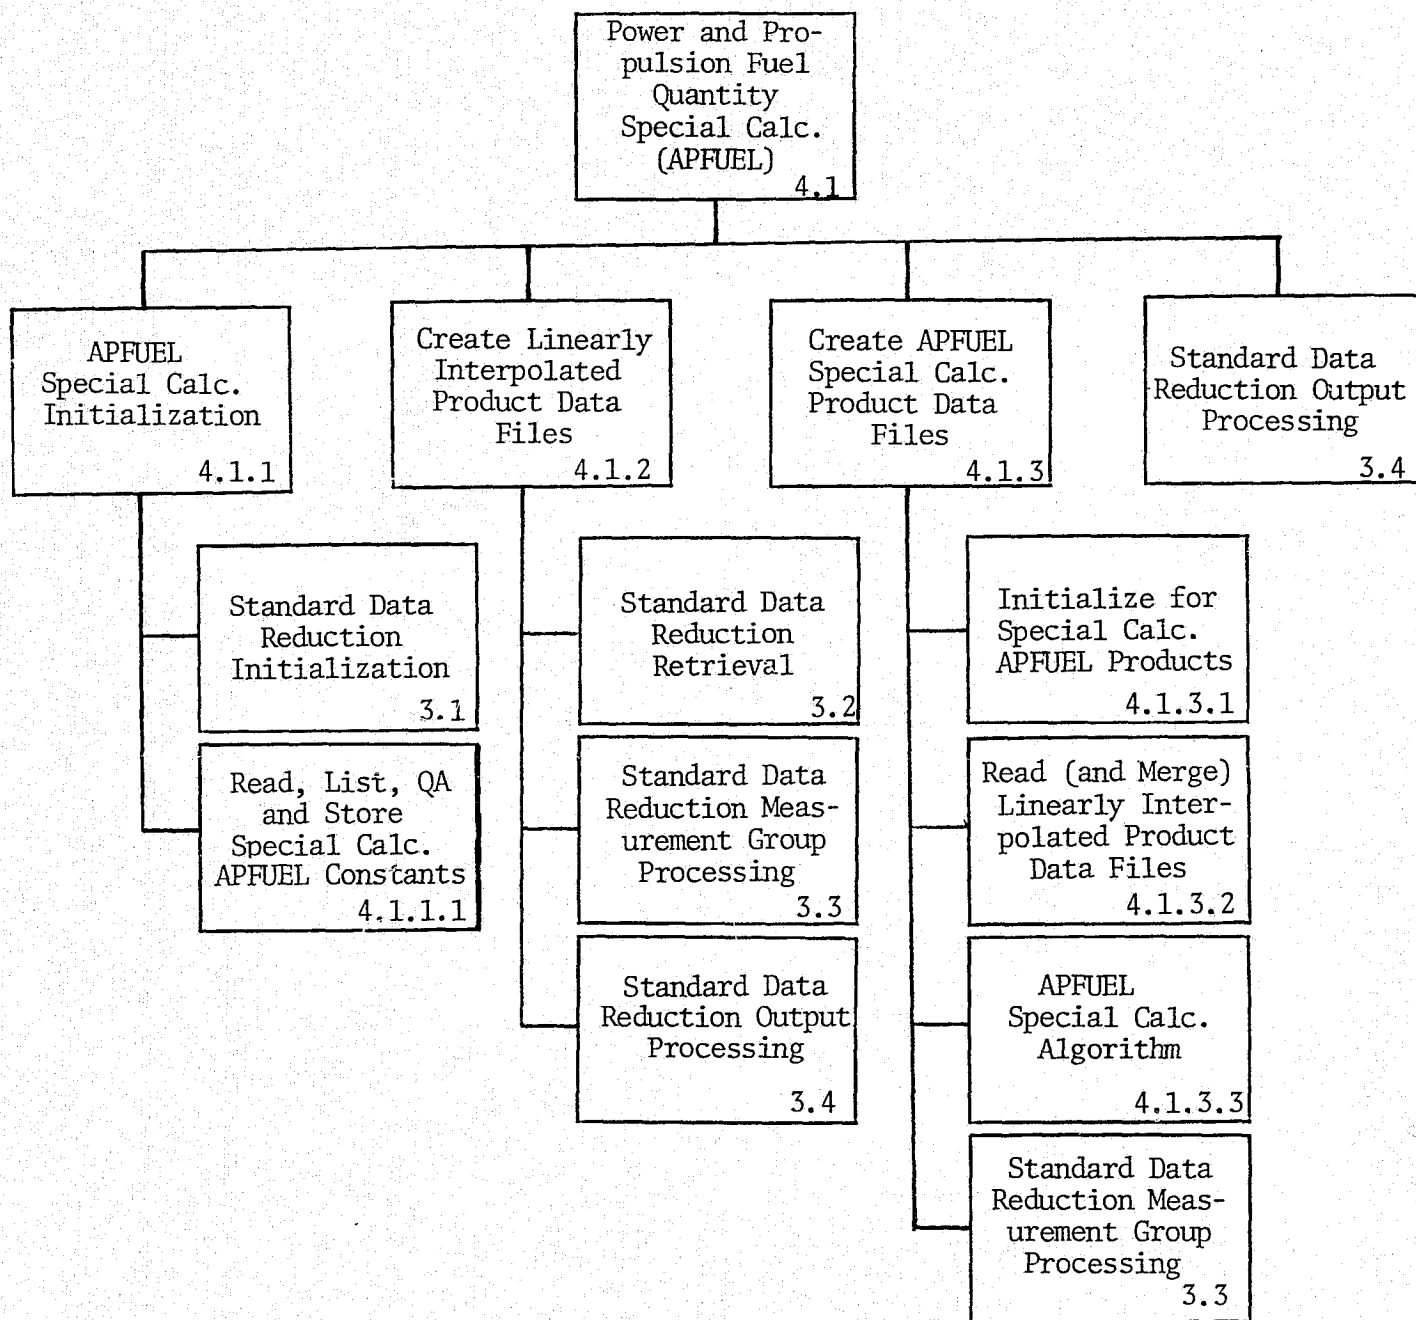 Power and Pro-
pulsion Fuel
Quantity
Special Calc.
(APFUEL)
4.1
APFUEL
Special Calc.
Initialization
4.1.1
Create Linearly
Interpolated
Product Data
Files
4.1.2
Create APFUEL
Special Calc.
Product Data
Files
4.1.3
Standard Data
Reduction Output
Processing
3.4
Standard Data
Reduction
Initialization
3.1
Read, List, QA
and Store
Special Calc.
APFUEL Constants
4.1.1.1
Standard Data
Reduction
Retrieval
3.2
Standard Data
Reduction Meas-
urement Group
Processing
3.3
Standard Data
Reduction Output
Processing
3.4
Initialize for
Special Calc.
APFUEL Products
4.1.3.1
Read (and Merge)
Linearly Inter-
polated Product
Data Files
4.1.3.2
APFUEL
Special Calc.
Algorithm
4.1.3.3
Standard Data
Reduction Meas-
urement Group
Processing
3.3